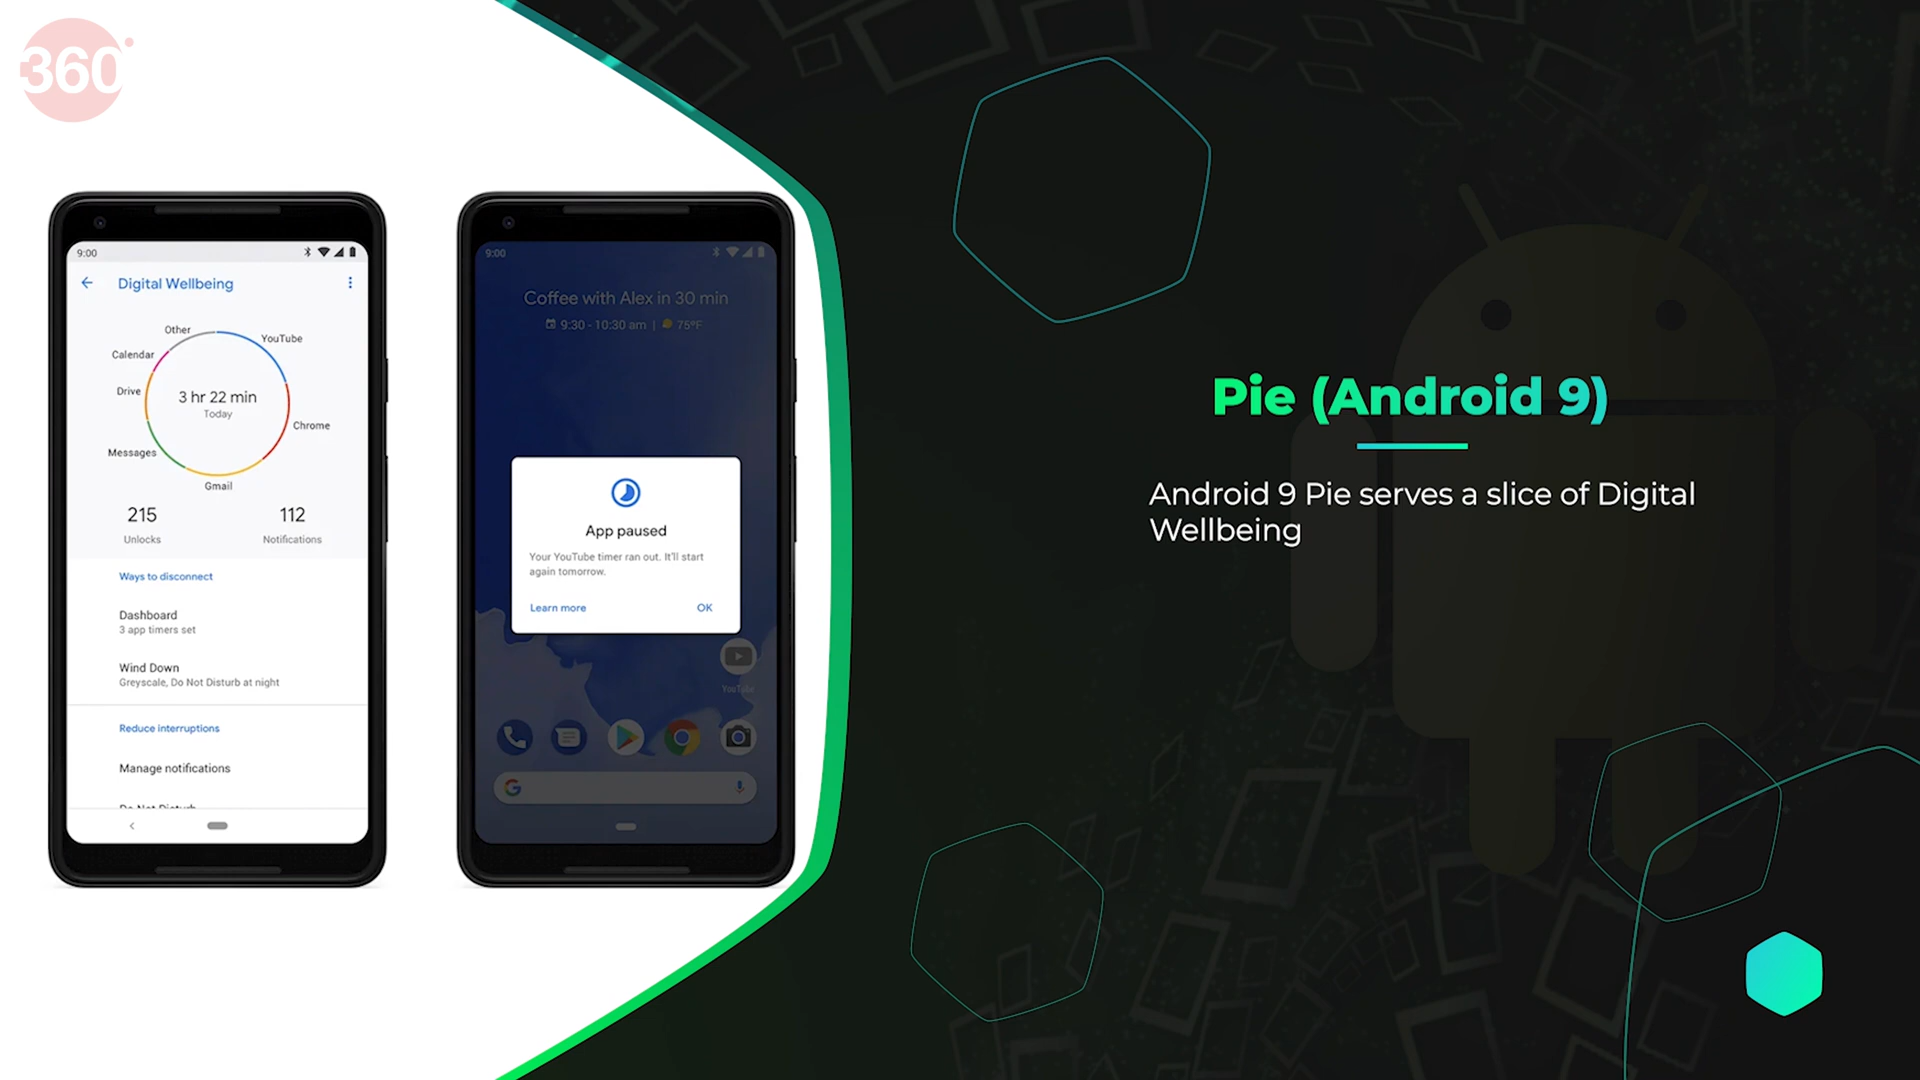 360°
9:00
Digital Wellbeing
Other
YouTube
Calendar
Drive
3 hr 22 min
Today
Chrome
Messages
Gmail
215
112
Unlocks
Notifications
Ways to disconnect
Dashboard
3 app timers set
Wind Down
Greyscale, Do Not Disturb at night
Reduce interruptions
Manage notifications
Do Not Disturb
9:00
Coffee with Alex in 30 min
9:30 - 10:30 am | 75°F
App paused
Your YouTube timer ran out. It'll start
again tomorrow.
Learn more OK
YouTube
Pie (Android 9)
Android 9 Pie serves a slice of Digital
Wellbeing